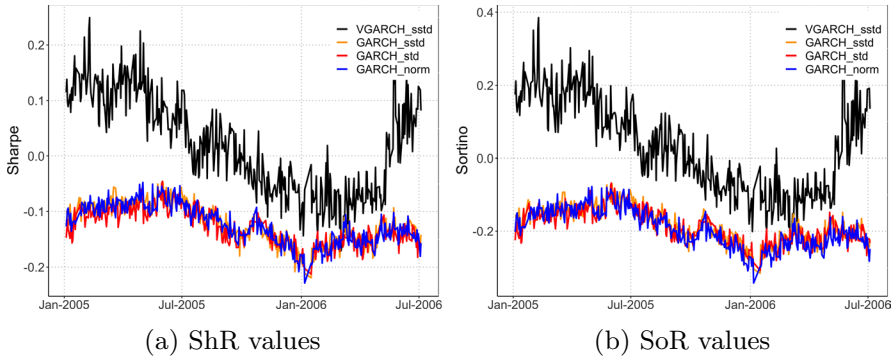 Sharpe
0.2
0.1
0.0
-0.1
-0.2
VGARCH_sstd
GARCH_sstd
GARCH_std
GARCH_norm
Jan-2005 Jul-2005 Jan-2006 Jul-2006
(a) ShR values
Sortino
0.4
0.2
0.0
-0.2
VGARCH_sstd
GARCH_sstd
GARCH_std
GARCH_norm
Jan-2005 Jul-2005 Jan-2006 Jul-2006
(b) SoR values